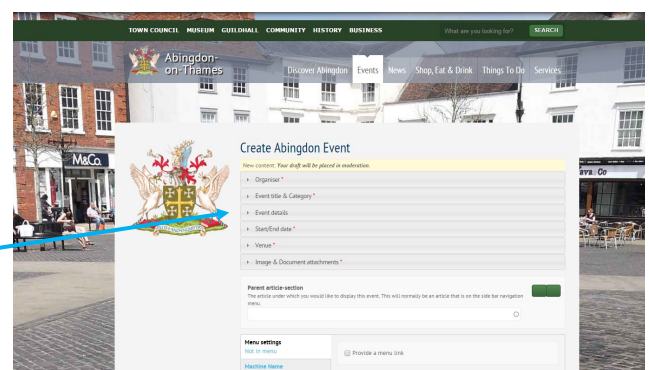 TOWN COUNCIL MUSEUM GUILDHALL COMMUNITY HISTORY BUSINESS
What are you looking for?
SEARCH
Abingdon-
on-Thames
Discover Abingdon Events News Shop, Eat & Drink Things To Do Services
M&Co.
Java & Co
Create Abingdon Event
New content: Your draft will be placed in moderation.
Organiser *
Event title & Category *
Event details
Start/End date *
Venue *
Image & Document attachments *
Parent article-section
The article under which you would like to display this event. This will normally be an article that is on the side bar navigation
menu.
Menu settings
Not in menu
Provide a menu link
Machine Name